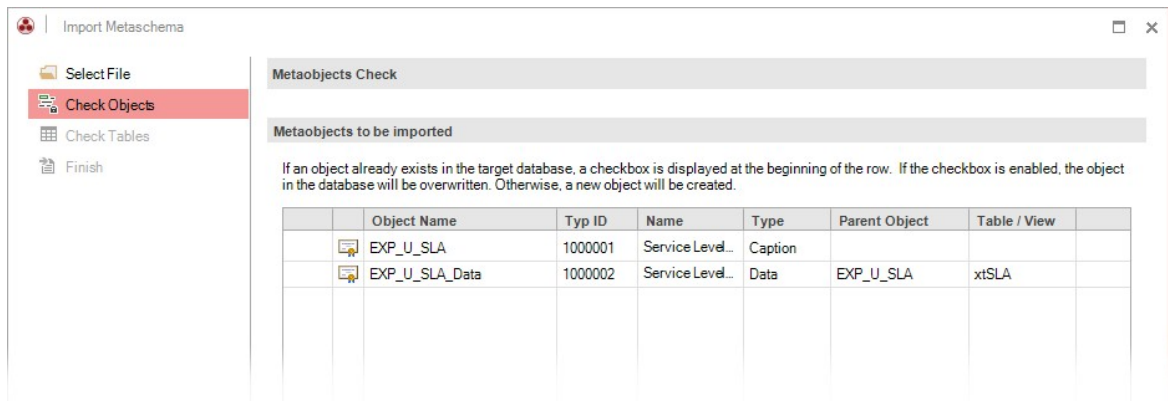 Import Metaschema
Select File
Check Objects
Check Tables
Finish
Metaobjects Check
Metaobjects to be imported
If an object already exists in the target database, a checkbox is displayed at the beginning of the row.  If the checkbox is enabled, the object
in the database will be overwritten. Otherwise, a new object will be created.
Object Name Typ ID Name Type Parent Object Table / View
EXP_U_SLA 1000001 Service Level... Caption
EXP_U_SLA_Data 1000002 Service Level... Data EXP_U_SLA xtSLA